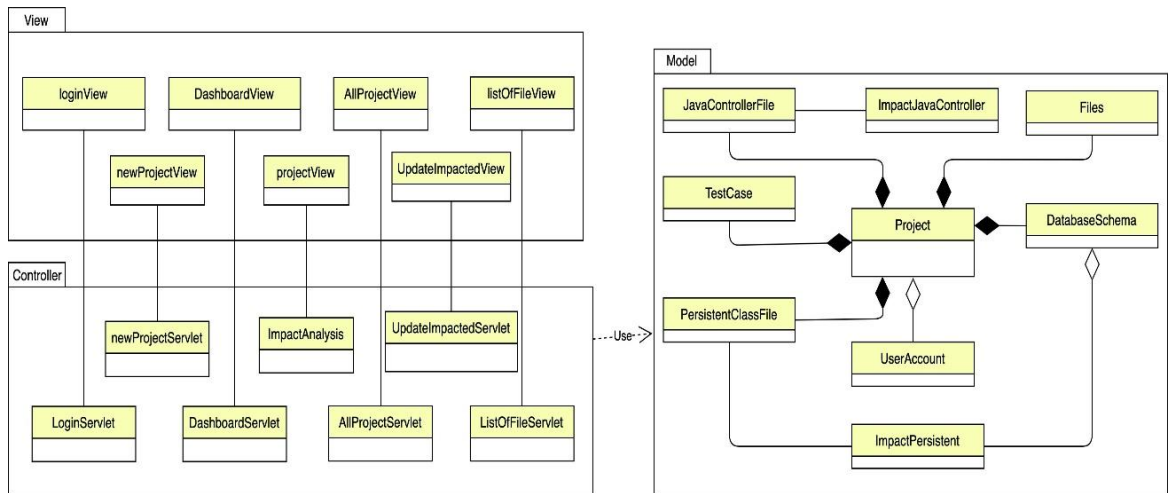 View
loginView
DashboardView
AllProjectView
listOfFileView
newProjectView
projectView
UpdateImpactedView
Controller
newProjectServlet
ImpactAnalysis
UpdateImpactedServlet
LoginServlet
DashboardServlet
AllProjectServlet
ListOfFileServlet
Use
Model
JavaControllerFile
ImpactJavaController
Files
TestCase
Project
DatabaseSchema
PersistentClassFile
UserAccount
ImpactPersistent